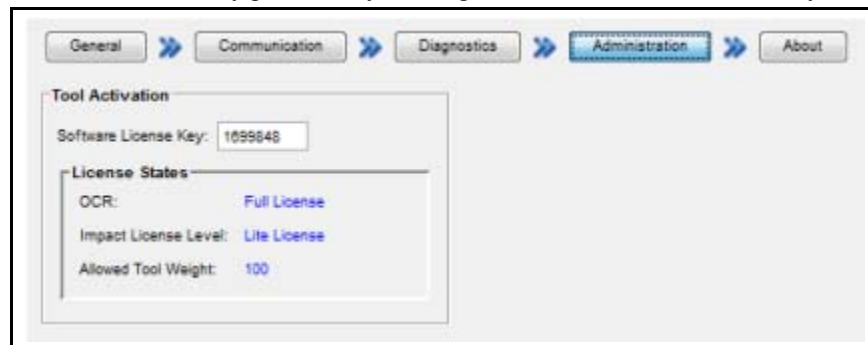 General Communication Diagnostics Administration About
Tool Activation
Software License Key: 1699848
License States
OCR: Full License
Impact License Level: Lite License
Allowed Tool Weight: 100